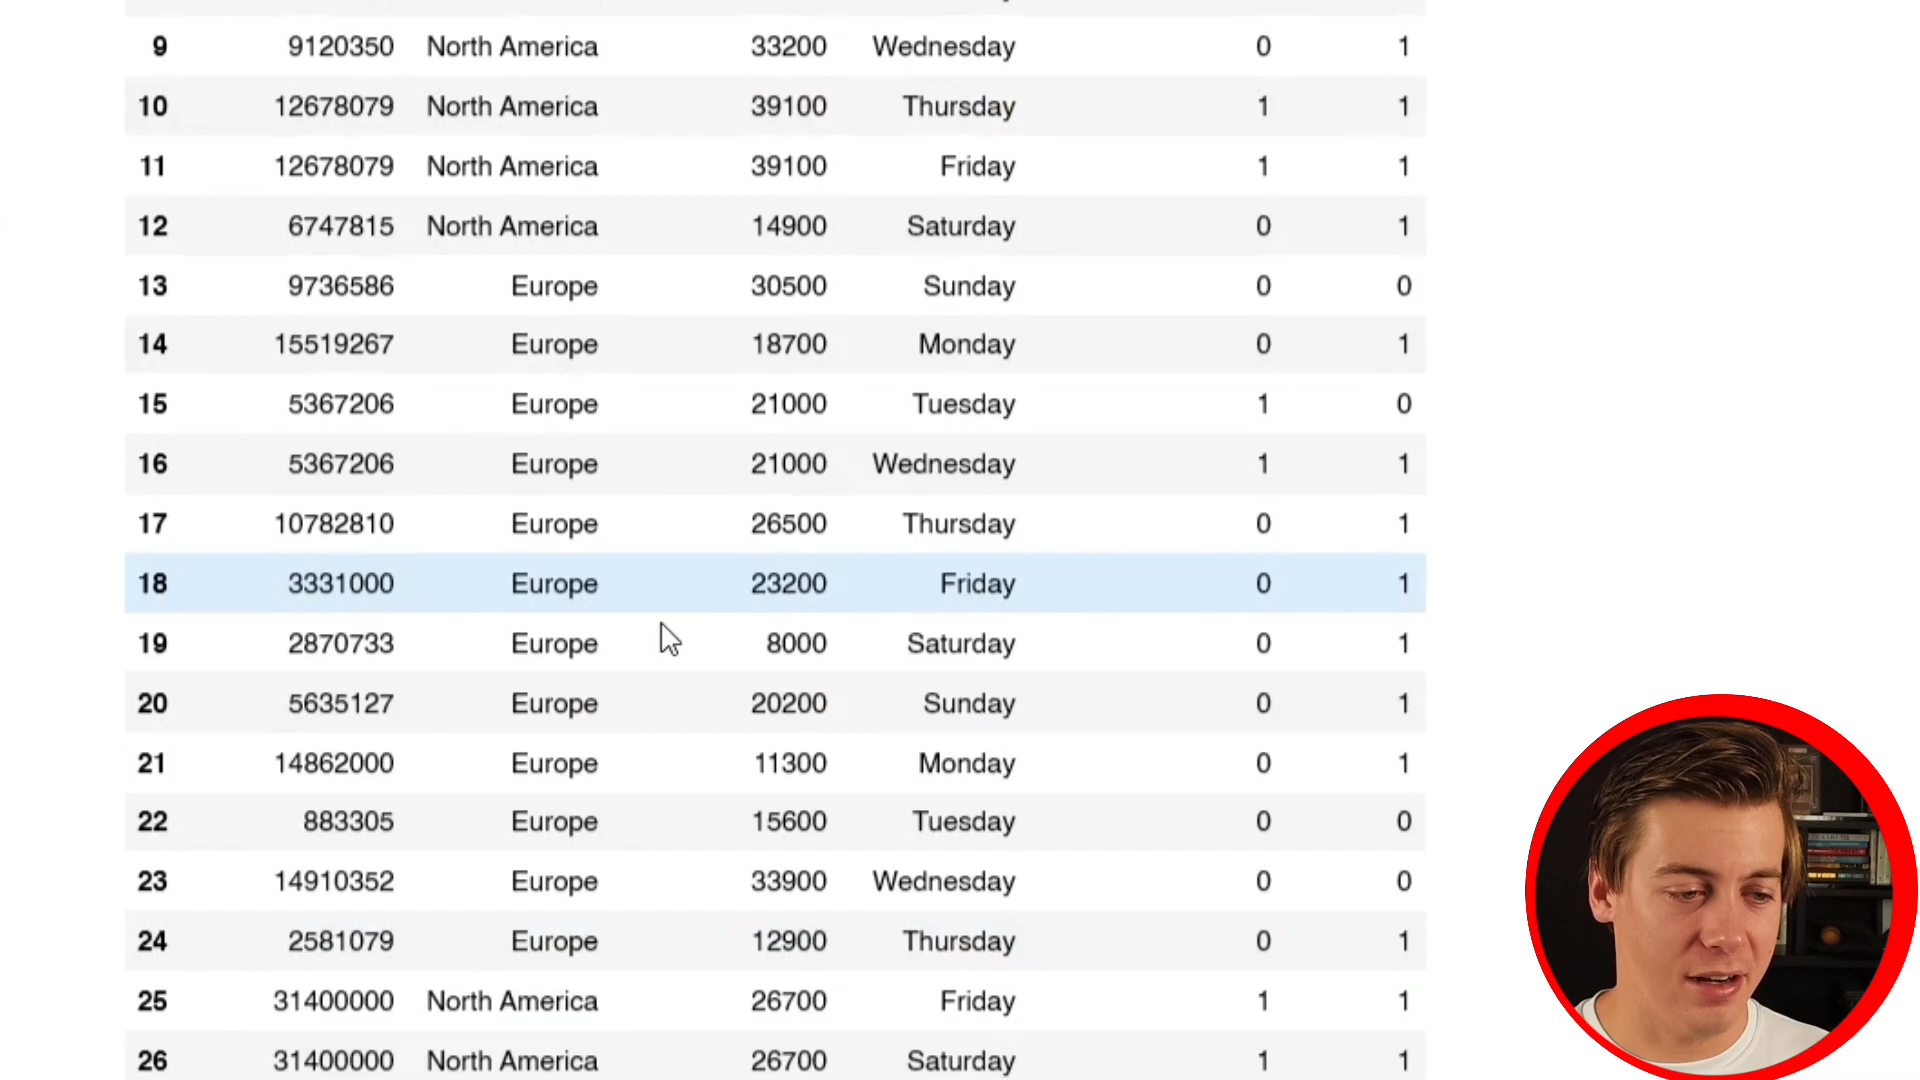 9 9120350 North America 33200 Wednesday 0 1
10 12678079 North America 39100 Thursday 1 1
11 12678079 North America 39100 Friday 1 1
12 6747815 North America 14900 Saturday 0 1
13 9736586 Europe 30500 Sunday 0 0
14 15519267 Europe 18700 Monday 0 1
15 5367206 Europe 21000 Tuesday 1 0
16 5367206 Europe 21000 Wednesday 1 1
17 10782810 Europe 26500 Thursday 0 1
18 3331000 Europe 23200 Friday 0 1
19 2870733 Europe 8000 Saturday 0 1
20 5635127 Europe 20200 Sunday 0 1
21 14862000 Europe 11300 Monday 0 1
22 883305 Europe 15600 Tuesday 0 0
23 14910352 Europe 33900 Wednesday 0 0
24 2581079 Europe 12900 Thursday 0 1
25 31400000 North America 26700 Friday 1 1
26 31400000 North America 26700 Saturday 1 1